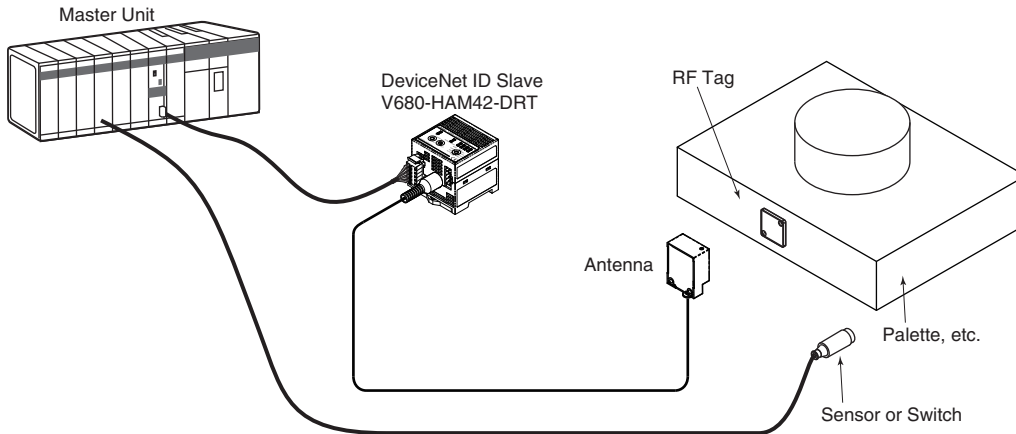 Master Unit
DeviceNet ID Slave
V680-HAM42-DRT
RF Tag
Antenna
Palette, etc.
Sensor or Switch